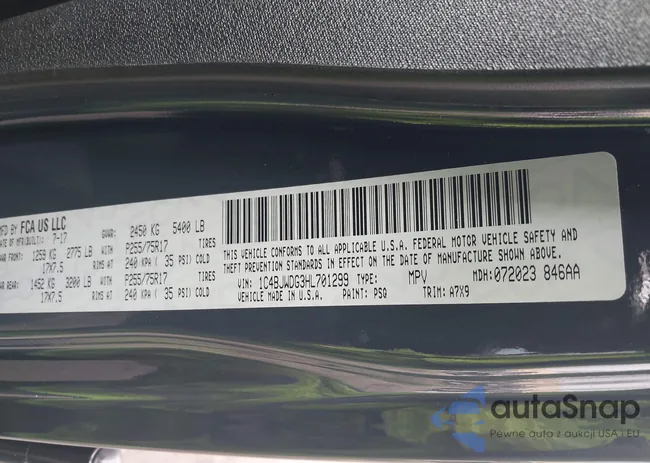 MFD BY FCA US LLC
DATE OF MFR(BUILT): 7-17
GVWR: 2450 KG 5400 LB
GAWR FRONT: 1259 KG 2775 LB WITH P255/75R17 TIRES
17X7.5 RIMS AT 240 KPA ( 35 PSI) COLD
GAWR REAR: 1452 KG 3200 LB WITH P255/75R17 TIRES
17X7.5 RIMS AT 240 KPA ( 35 PSI) COLD
THIS VEHICLE CONFORMS TO ALL APPLICABLE U.S.A. FEDERAL MOTOR VEHICLE SAFETY AND
THEFT PREVENTION STANDARDS IN EFFECT ON THE DATE OF MANUFACTURE SHOWN ABOVE.
VIN: 1C4BJWDG3HL701299 TYPE: MPV MDH: 072023 846AA
VEHICLE MADE IN U.S.A. PAINT: PSQ TRIM: A7X9
autaSnap
Pewne auto z aukcji USA i EU